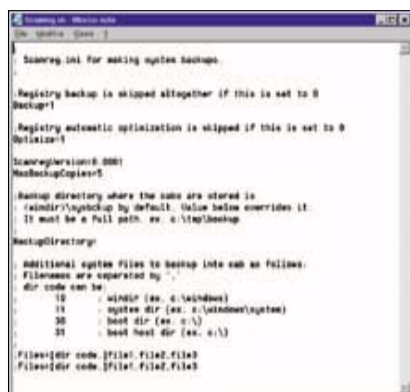 Scanreg.ini -
; Scanreg.ini for making system backups.
;
;Registry backup is skipped altogether if this is set to 0
Backup=1
;Registry automatic optimization is skipped if this is set to 0
Optimize=1
ScanregVersion=0.0001
MaxBackupCopies=5
;Backup directory where the cabs are stored is
; <windir>\sysbckup by default. Value below overrides it.
; It must be a full path. ex. c:\tmp\backup
;
BackupDirectory=
; Additional system files to backup into cab as follows:
; Filenames are separated by ','
; dir code can be:
; 10 : windir (ex. c:\windows)
; 11 : system dir (ex. c:\windows\system)
; 30 : boot dir (ex. c:\)
; 31 : boot host dir (ex. c:\)
;
;Files=[dir code,]file1,file2,file3
;Files=[dir code,]file1,file2,file3